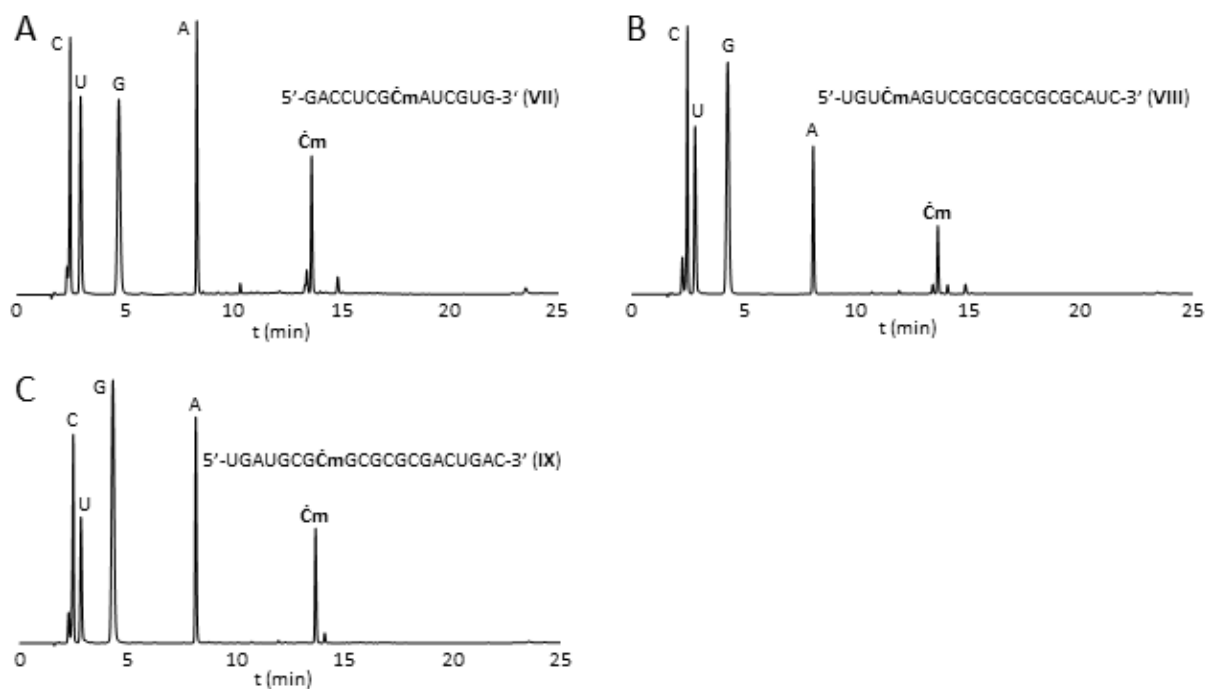 A
C
U
G
A
5′-GACCUCGĊmAUCGUG-3‘ (VII)
Ċm
0 5 10 15 20 25
t (min)
B
C
U
G
A
5′-UGUĊmAGUCGCGCGCGCGCAUC-3‘ (VIII)
Ċm
0 5 10 15 20 25
t (min)
C
C
U
G
A
5′-UGAUGCGĊmGCGCGCGACUGAC-3‘ (IX)
Ċm
0 5 10 15 20 25
t (min)